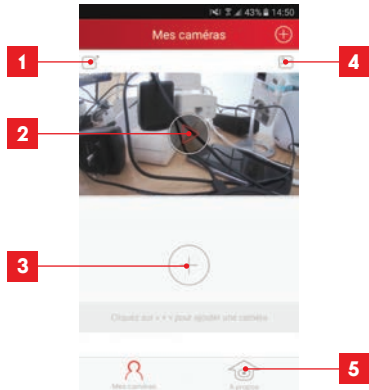 43% 14:50
Mes caméras
1
4
2
3
Cliquez sur « + » pour ajouter une caméra
5
Mes caméras
A propos